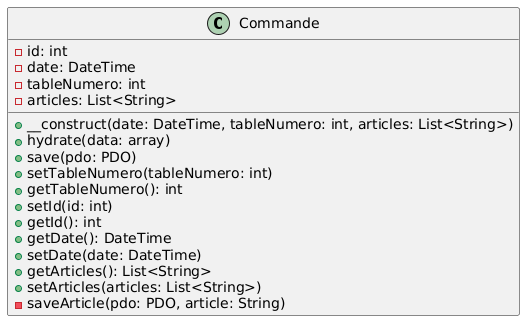 C Commande
id: int
date: DateTime
tableNumero: int
articles: List<String>
__construct(date: DateTime, tableNumero: int, articles: List<String>)
hydrate(data: array)
save(pdo: PDO)
setTableNumero(tableNumero: int)
getTableNumero(): int
setId(id: int)
getId(): int
getDate(): DateTime
setDate(date: DateTime)
getArticles(): List<String>
setArticles(articles: List<String>)
saveArticle(pdo: PDO, article: String)